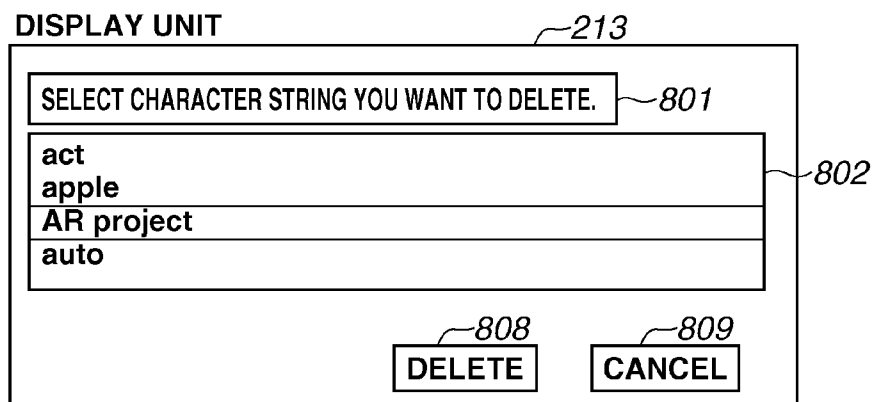 DISPLAY UNIT
213
SELECT CHARACTER STRING YOU WANT TO DELETE.
801
act
apple
802
AR project
auto
808
809
DELETE
CANCEL